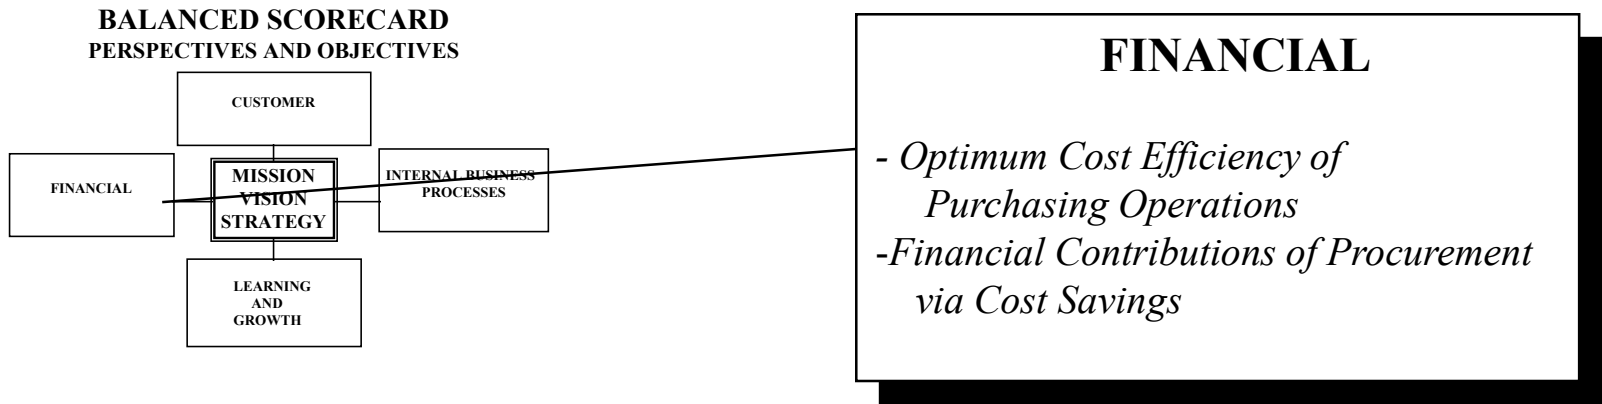 BALANCED SCORECARD
PERSPECTIVES AND OBJECTIVES
CUSTOMER
FINANCIAL
MISSION
VISION
STRATEGY
INTERNAL BUSINESS
PROCESSES
LEARNING
AND
GROWTH
FINANCIAL
- Optimum Cost Efficiency of
Purchasing Operations
-Financial Contributions of Procurement
via Cost Savings